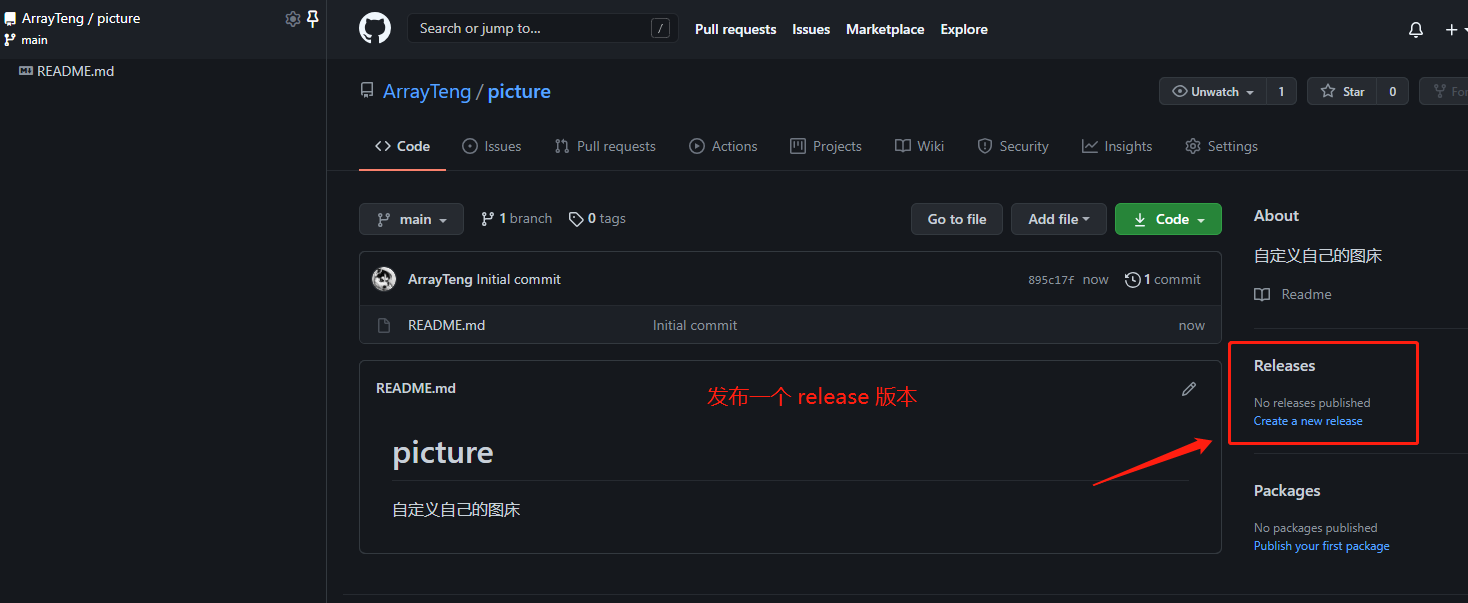 ArrayTeng / picture
main
README.md
Search or jump to... /
Pull requests Issues Marketplace Explore
ArrayTeng / picture
Unwatch 1 Star 0
Code Issues Pull requests Actions Projects Wiki Security Insights Settings
main 1 branch 0 tags
Go to file Add file Code
ArrayTeng Initial commit 895c17f now 1 commit
README.md Initial commit now
README.md
发布一个 release 版本
picture
自定义自己的图床
About
自定义自己的图床
Readme
Releases
No releases published
Create a new release
Packages
No packages published
Publish your first package